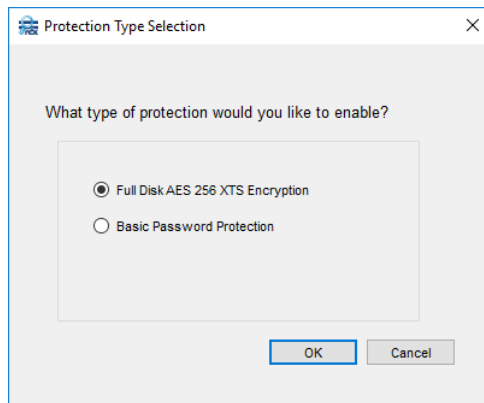 Protection Type Selection
What type of protection would you like to enable?
Full Disk AES 256 XTS Encryption
Basic Password Protection
OK
Cancel